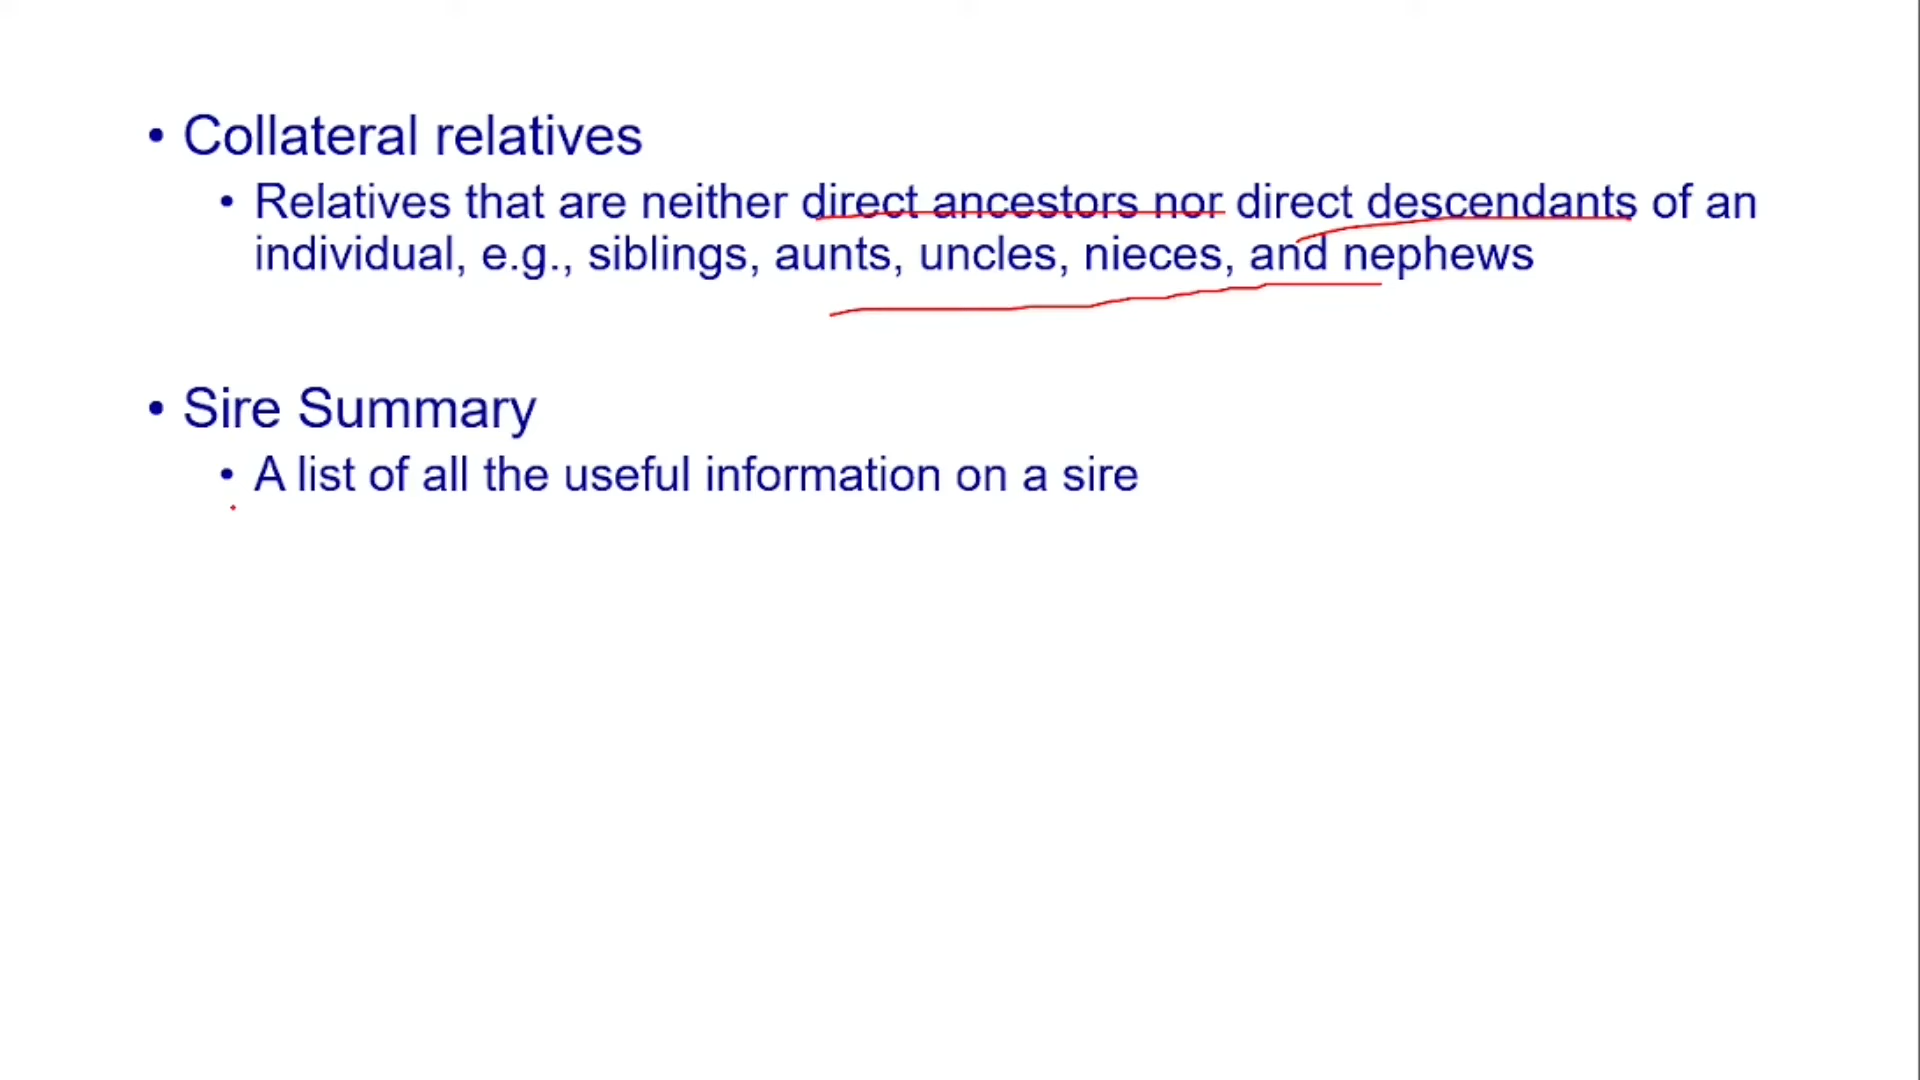 • Collateral relatives
• Relatives that are neither direct ancestors nor direct descendants of an
individual, e.g., siblings, aunts, uncles, nieces, and nephews
• Sire Summary
• A list of all the useful information on a sire